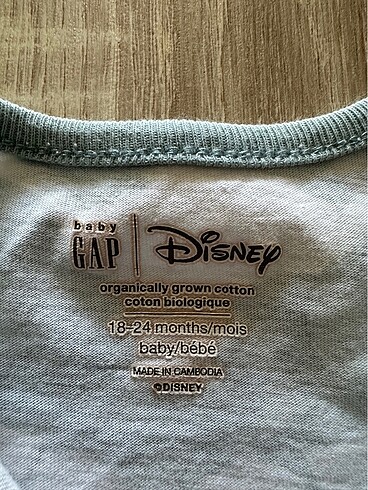 baby
GAP | Disney
organically grown cotton
coton biologique
18-24 months/mois
baby/bébé
MADE IN CAMBODIA
©DISNEY